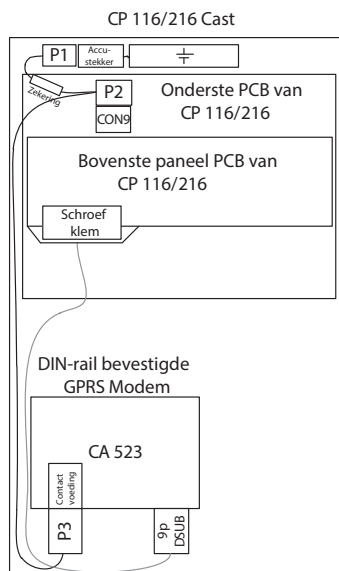 CP 116/216 Cast
P1
Accu-
stekker
Zekering
P2
CON9
Onderste PCB van
CP 116/216
Bovenste paneel PCB van
CP 116/216
Schroef
klem
DIN-rail bevestigde
GPRS Modem
CA 523
Contact
voeding
P3
9p
DSUB